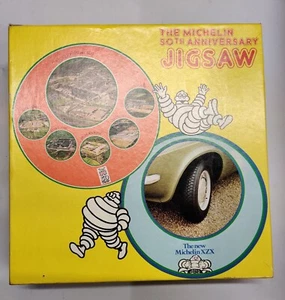 THE MICHELIN
50TH ANNIVERSARY
JIGSAW
The new
Michelin XZX